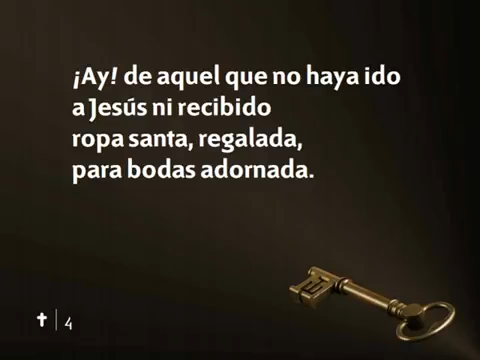 ¡Ay! de aquel que no haya ido
a Jesús ni recibido
ropa santa, regalada,
para bodas adornada.
✝ | 4